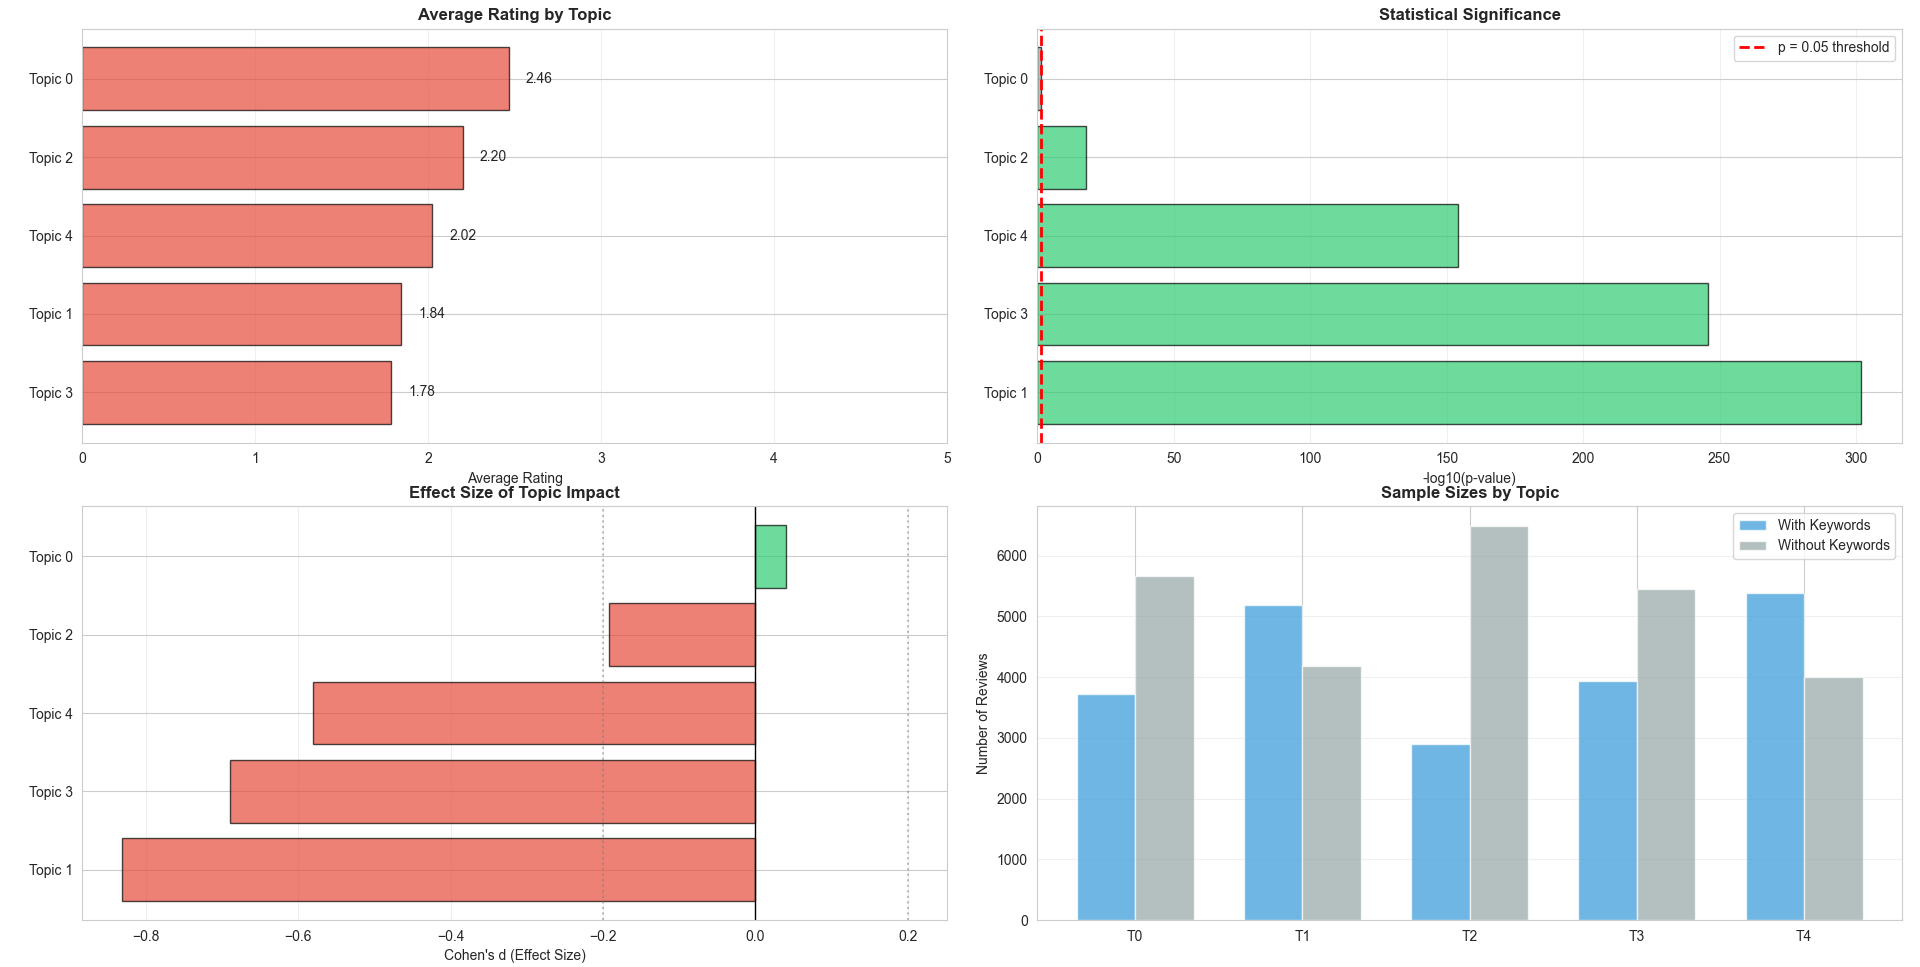 Average Rating by Topic
Topic 0
2.46
Topic 2
2.20
Topic 4
2.02
Topic 1
1.84
Topic 3
1.78
0 1 2 3 4 5
Average Rating
Statistical Significance
p = 0.05 threshold
Topic 0
Topic 2
Topic 4
Topic 3
Topic 1
0 50 100 150 200 250 300
-log10(p-value)
Effect Size of Topic Impact
Topic 0
Topic 2
Topic 4
Topic 3
Topic 1
−0.8 −0.6 −0.4 −0.2 0.0 0.2
Cohen's d (Effect Size)
Sample Sizes by Topic
With Keywords
Without Keywords
Number of Reviews
6000
5000
4000
3000
2000
1000
0
T0 T1 T2 T3 T4